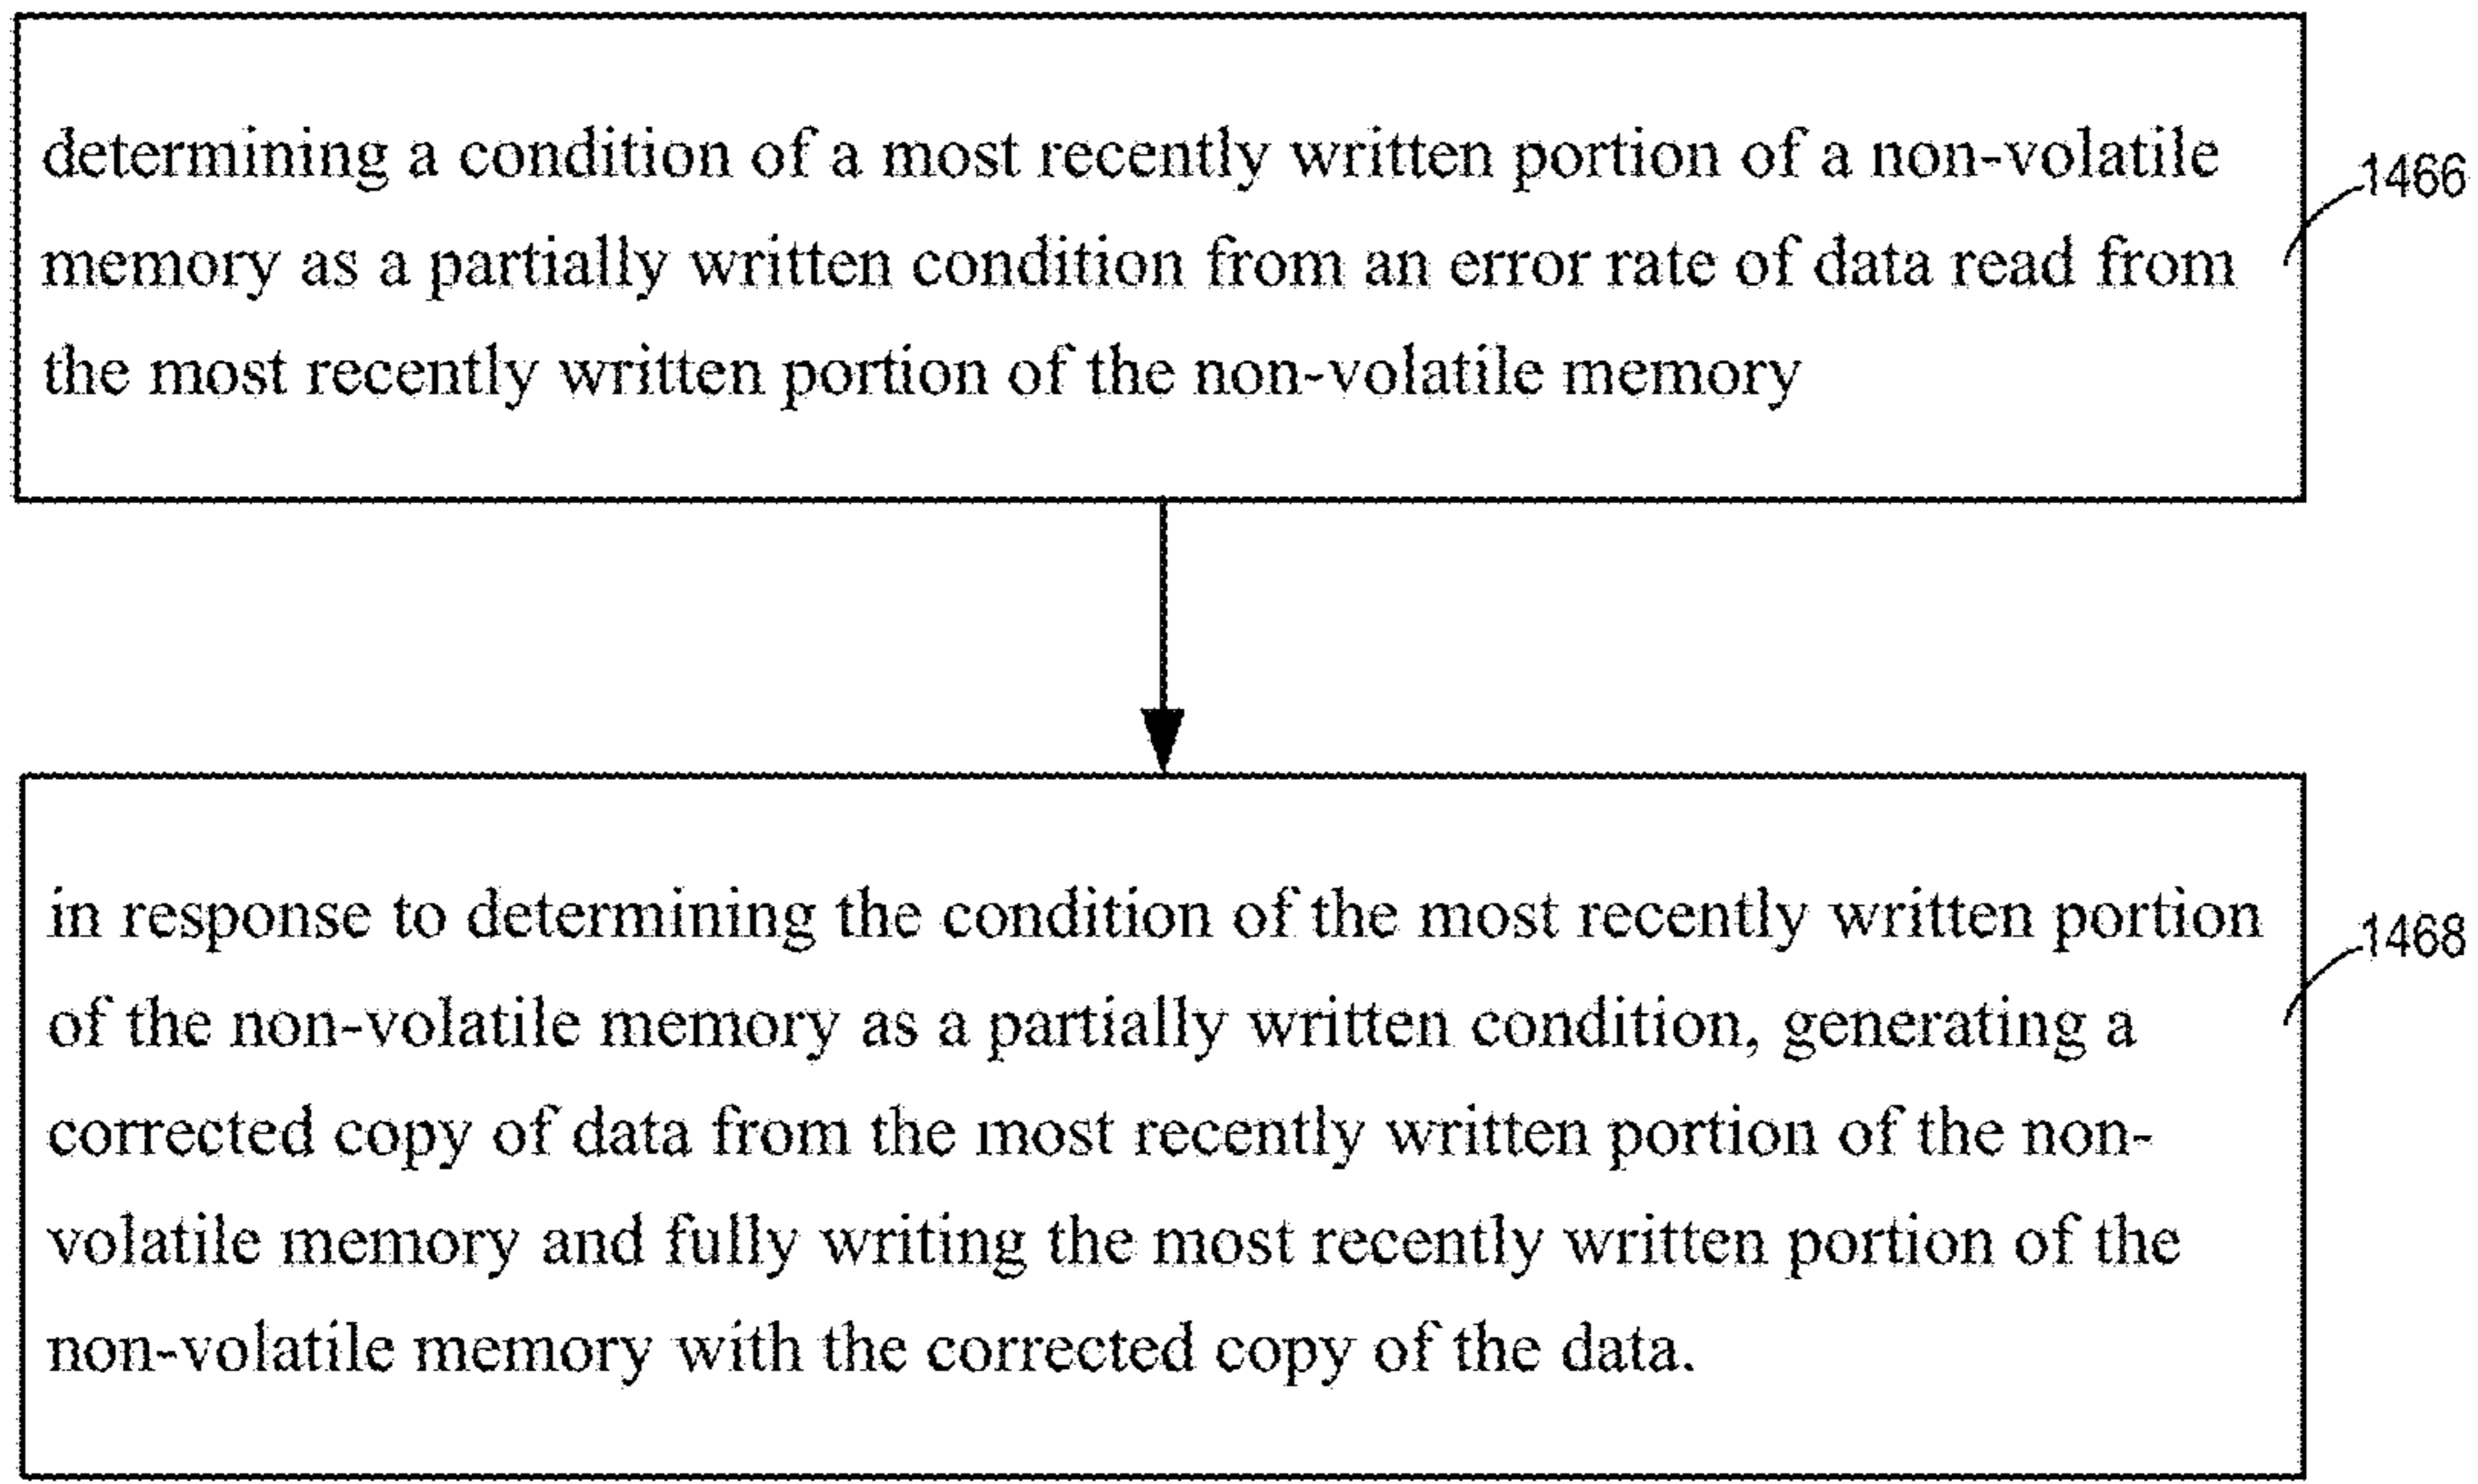 determining a condition of a most recently written portion of a non-volatile
memory as a partially written condition from an error rate of data read from
the most recently written portion of the non-volatile memory
1466
in response to determining the condition of the most recently written portion
of the non-volatile memory as a partially written condition, generating a
corrected copy of data from the most recently written portion of the non-
volatile memory and fully writing the most recently written portion of the
non-volatile memory with the corrected copy of the data.
1468